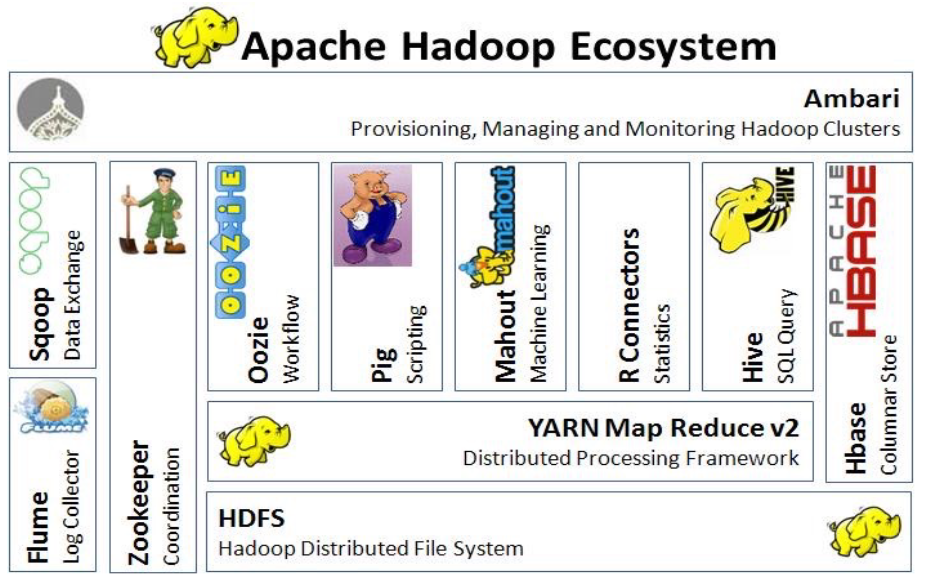 Apache Hadoop Ecosystem
Ambari
Provisioning, Managing and Monitoring Hadoop Clusters
sqoop
Sqoop
Data Exchange
FLUME
Flume
Log Collector
Zookeeper
Coordination
OOZIE
Oozie
Workflow
Pig
Scripting
mahout
Mahout
Machine Learning
R Connectors
Statistics
HIVE
Hive
SQL Query
APACHE
HBASE
Hbase
Columnar Store
YARN Map Reduce v2
Distributed Processing Framework
HDFS
Hadoop Distributed File System